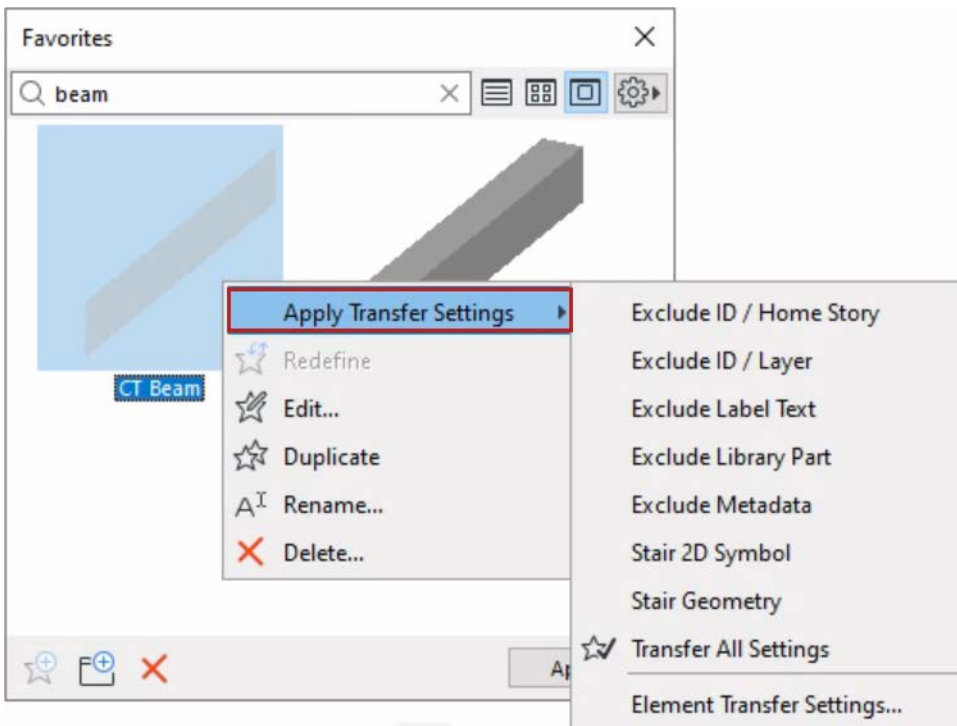 Favorites
beam
CT Beam
Apply Transfer Settings
Redefine
Edit...
Duplicate
Rename...
Delete...
Exclude ID / Home Story
Exclude ID / Layer
Exclude Label Text
Exclude Library Part
Exclude Metadata
Stair 2D Symbol
Stair Geometry
Transfer All Settings
Element Transfer Settings...